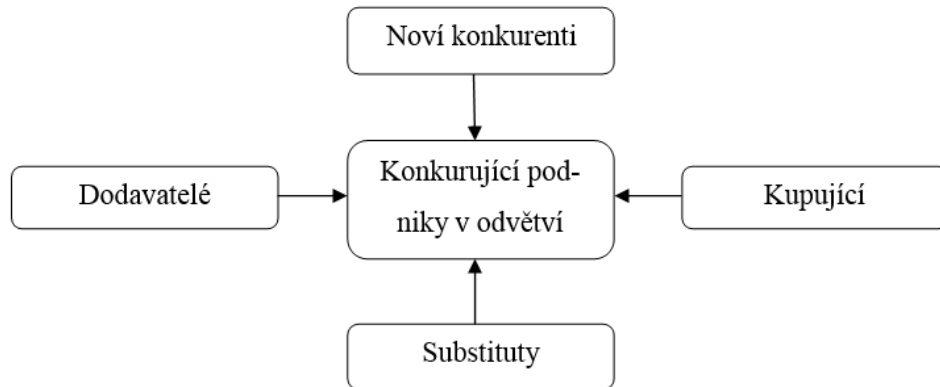 Noví konkurenti
Dodavatelé
Konkurující pod-
niky v odvětví
Kupující
Substituty